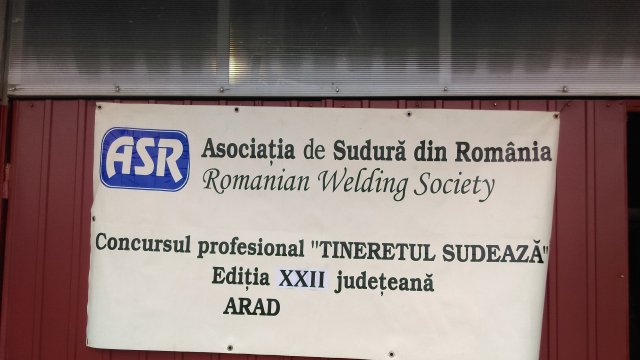 ASR
Asociația de Sudură din România
Romanian Welding Society
Concursul profesional "TINERETUL SUDEAZĂ"
Ediția XXII județeană
ARAD